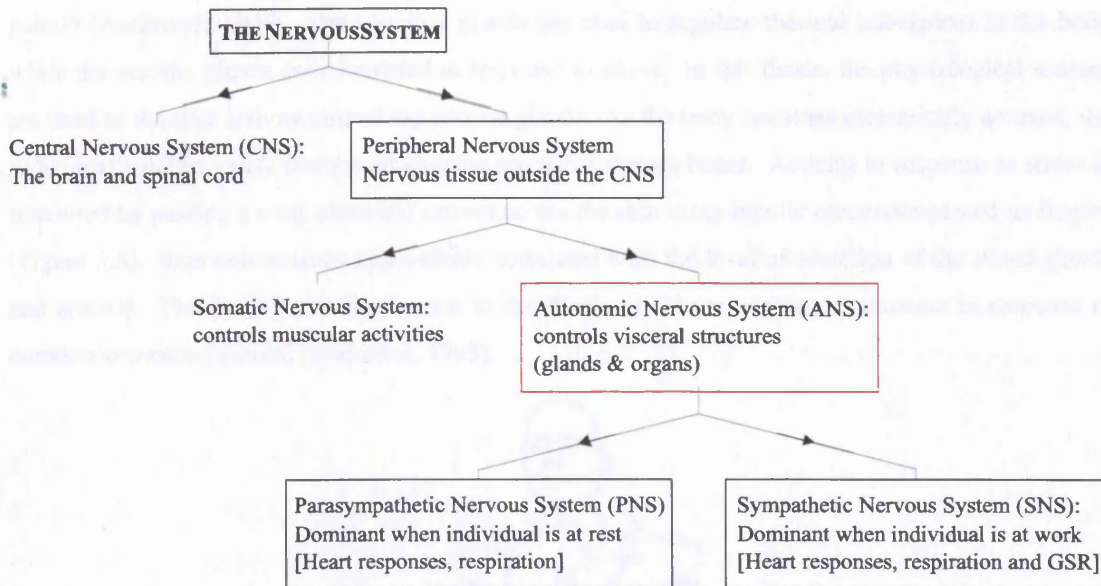 THE NERVOUSSYSTEM
Central Nervous System (CNS):
The brain and spinal cord
Peripheral Nervous System
Nervous tissue outside the CNS
Somatic Nervous System:
controls muscular activities
Autonomic Nervous System (ANS):
controls visceral structures
(glands & organs)
Parasympathetic Nervous System (PNS)
Dominant when individual is at rest
[Heart responses, respiration]
Sympathetic Nervous System (SNS):
Dominant when individual is at work
[Heart responses, respiration and GSR]